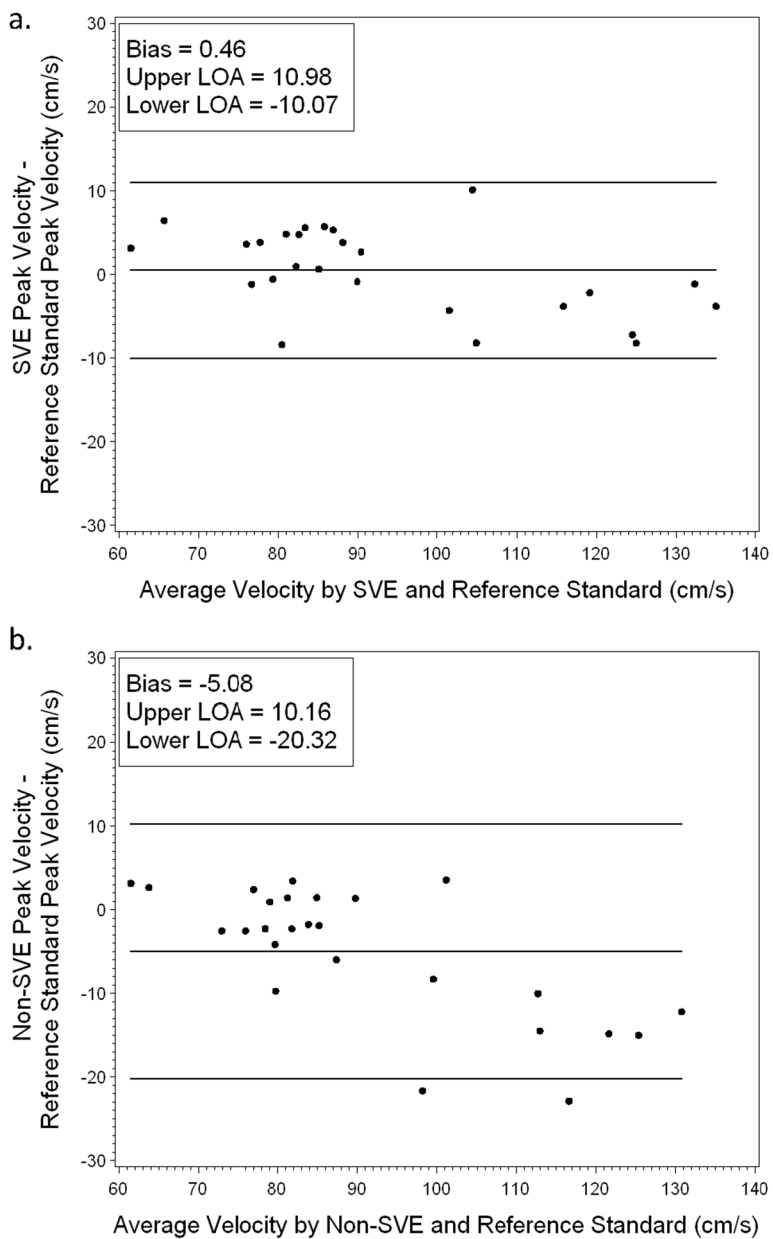 a.
Bias = 0.46
Upper LOA = 10.98
Lower LOA = -10.07
SVE Peak Velocity -
Reference Standard Peak Velocity (cm/s)
30
20
10
0
-10
-20
-30
60 70 80 90 100 110 120 130 140
Average Velocity by SVE and Reference Standard (cm/s)
b.
Bias = -5.08
Upper LOA = 10.16
Lower LOA = -20.32
Non-SVE Peak Velocity -
Reference Standard Peak Velocity (cm/s)
30
20
10
0
-10
-20
-30
60 70 80 90 100 110 120 130 140
Average Velocity by Non-SVE and Reference Standard (cm/s)